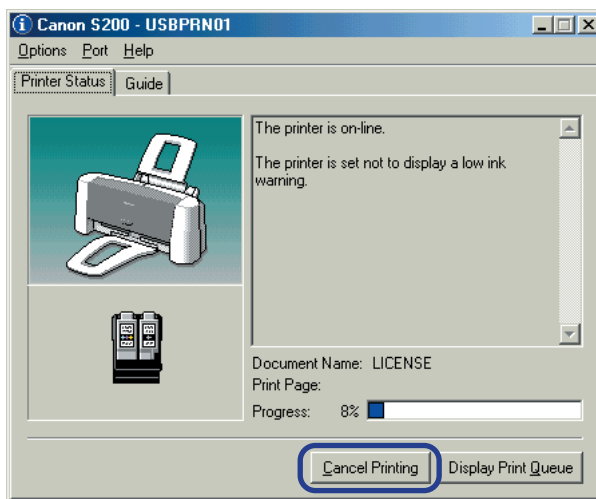 Canon S200 - USBPRN01
Options Port Help
Printer Status Guide
The printer is on-line.
The printer is set not to display a low ink
warning.
Document Name: LICENSE
Print Page:
Progress: 8%
Cancel Printing Display Print Queue